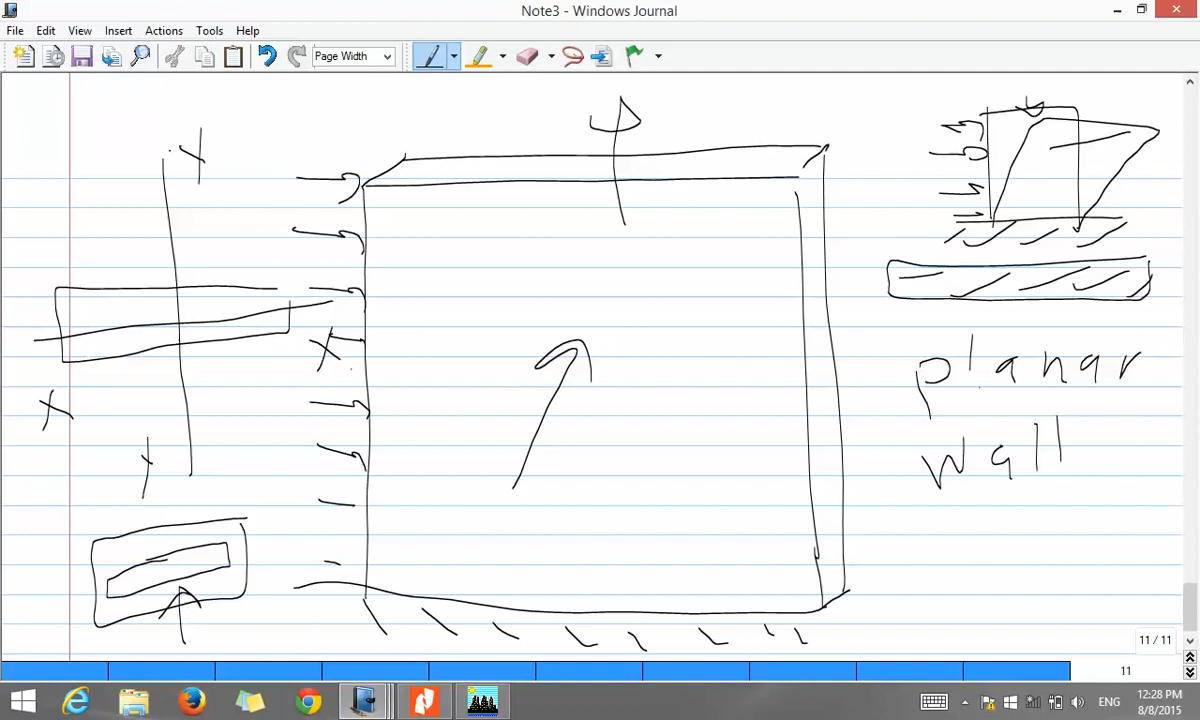 Note3 - Windows Journal
File Edit View Insert Actions Tools Help
Page Width
Y
X
X
Y
planar
wall
11 / 11
11
ENG
12:28 PM
8/8/2015